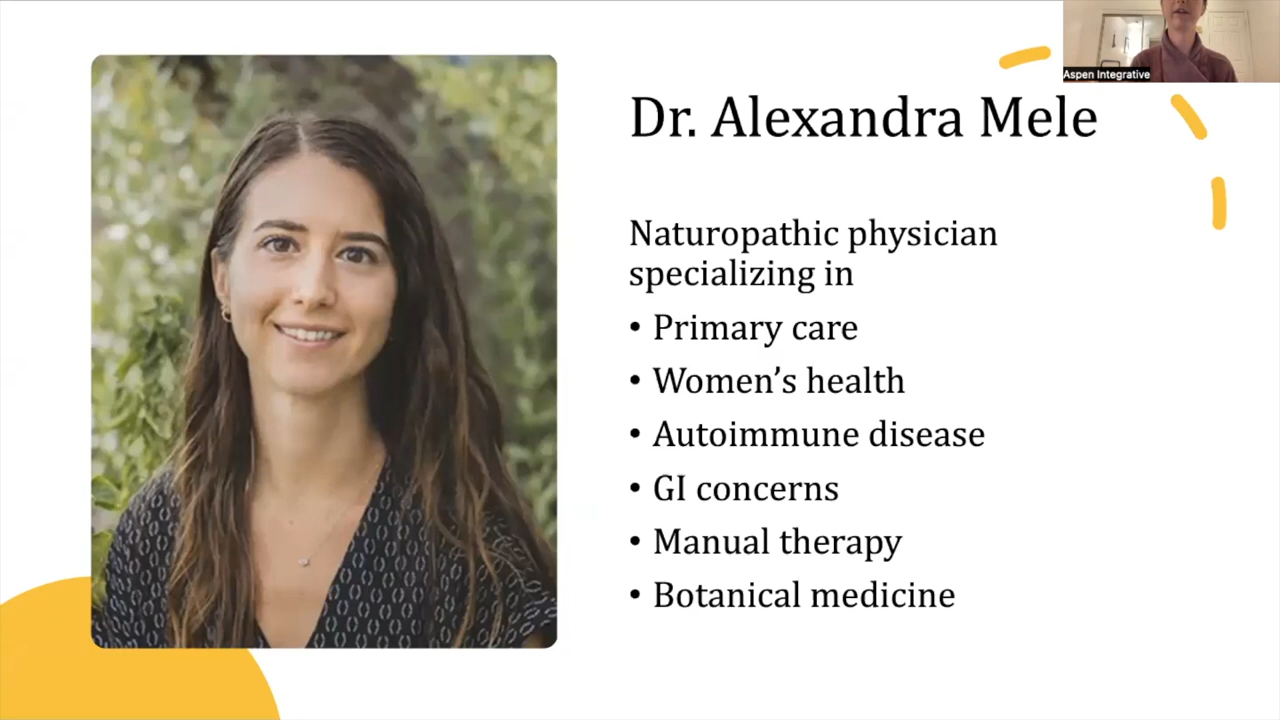 Aspen Integrative
Dr. Alexandra Mele
Naturopathic physician
specializing in
• Primary care
• Women’s health
• Autoimmune disease
• GI concerns
• Manual therapy
• Botanical medicine